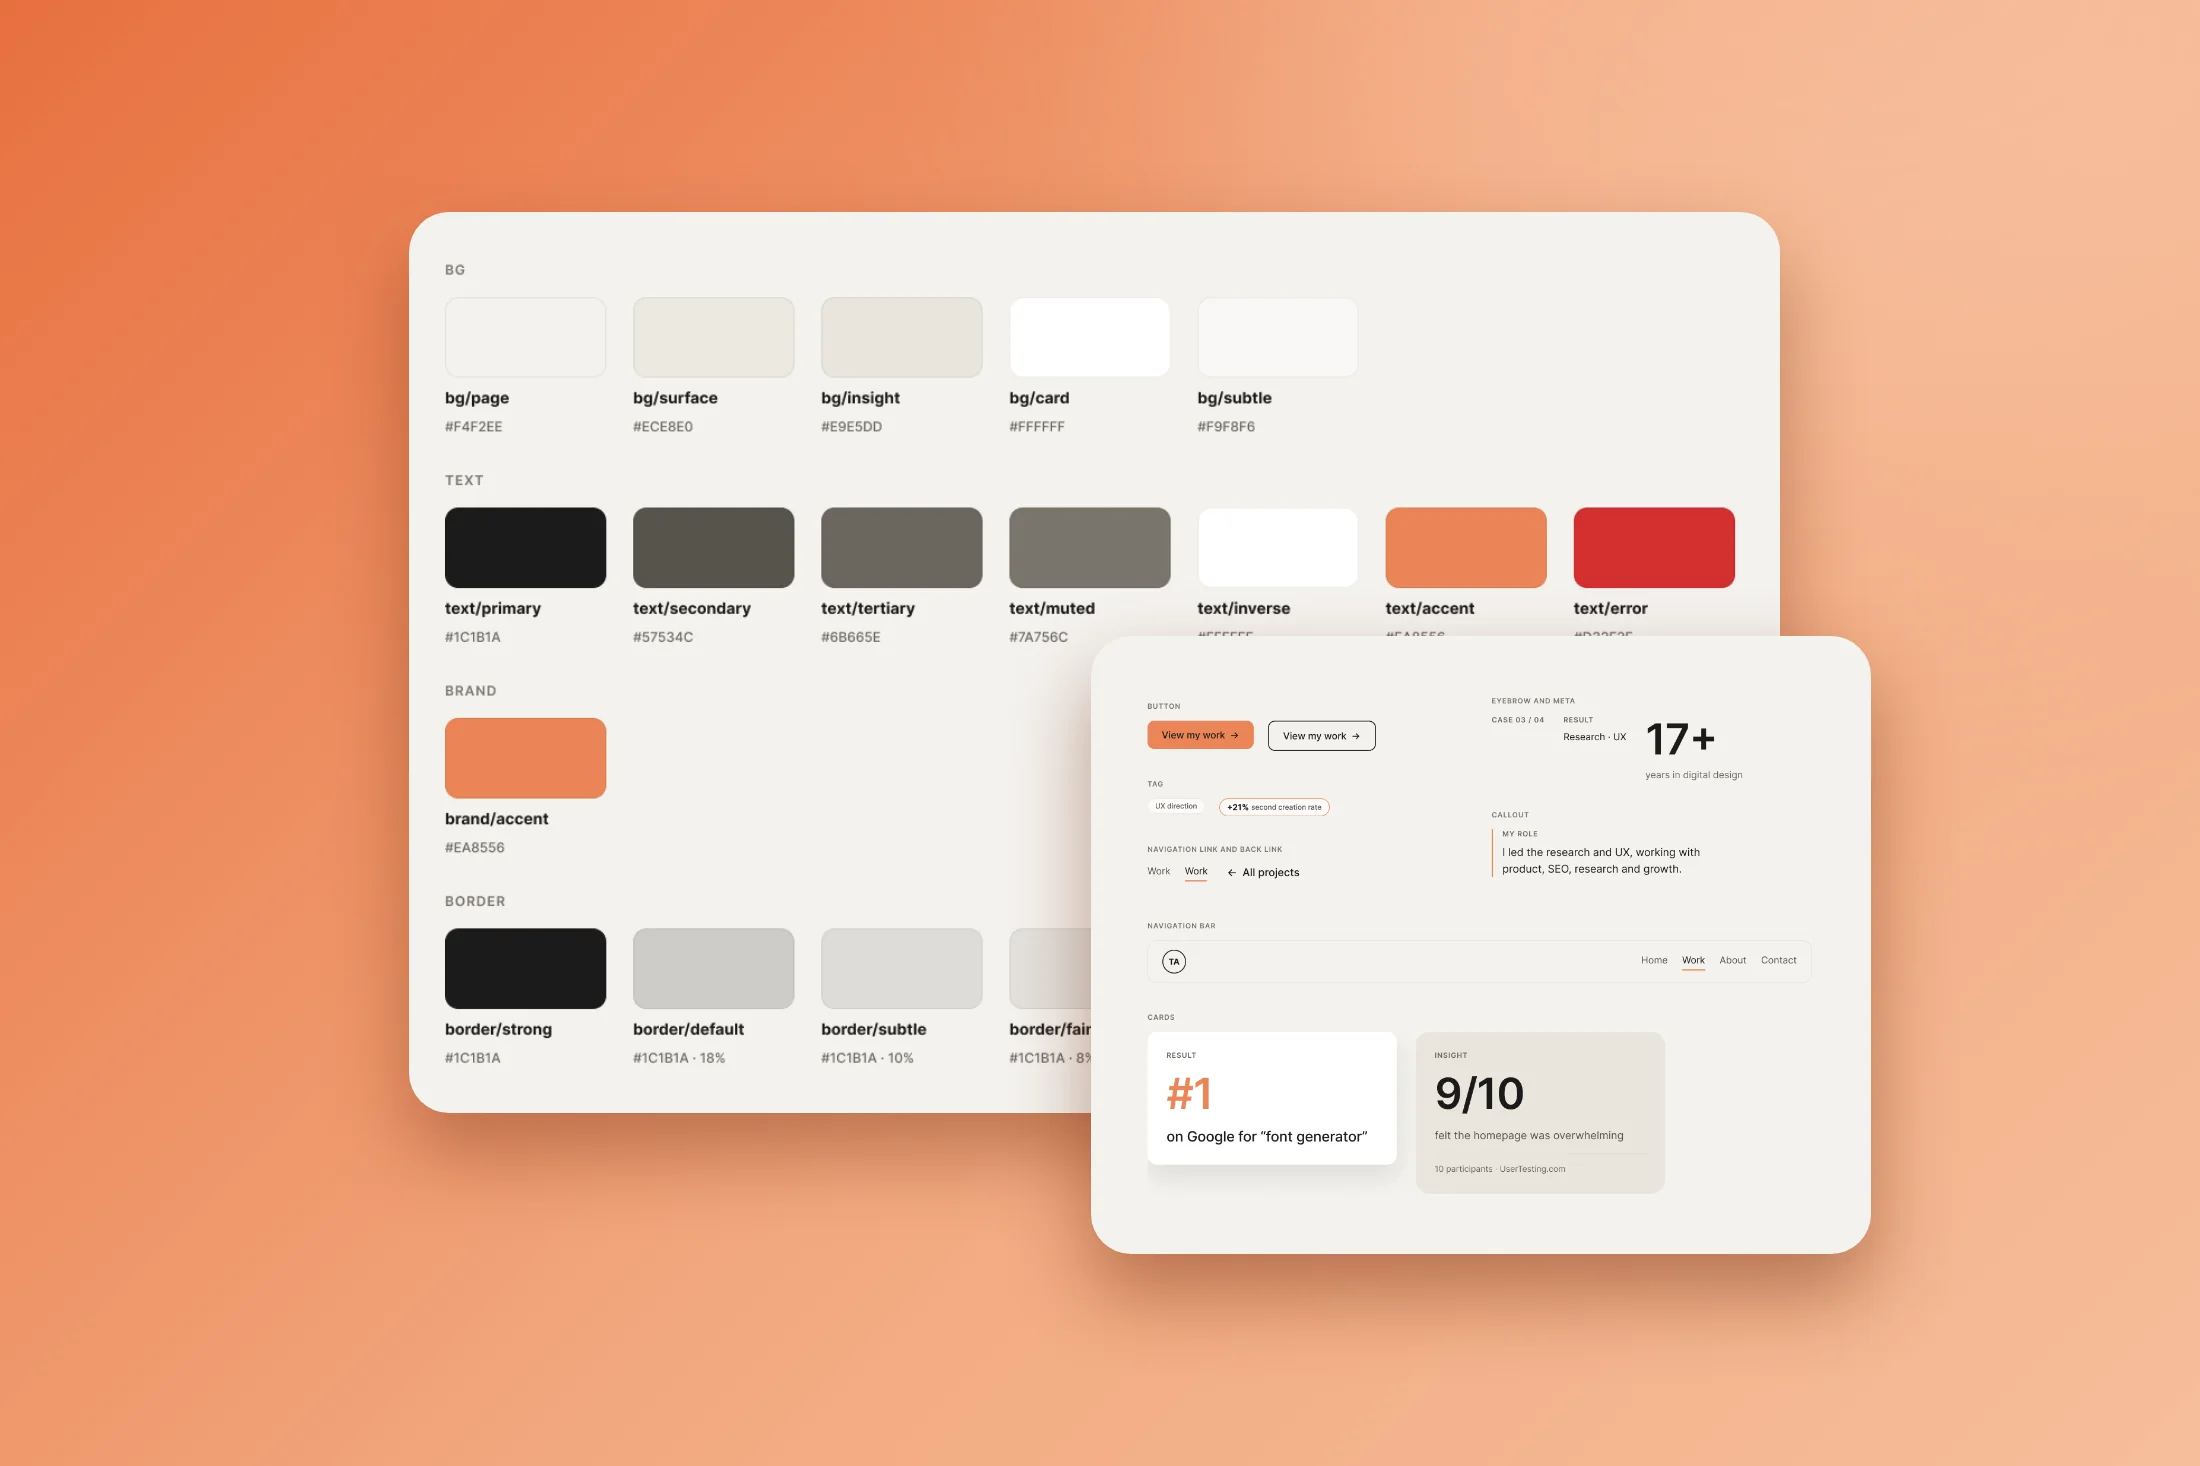 BG
bg/page
#F4F2EE
bg/surface
#ECE8E0
bg/insight
#E9E5DD
bg/card
#FFFFFF
bg/subtle
#F9F8F6
TEXT
text/primary
#1C1B1A
text/secondary
#57534C
text/tertiary
#6B665E
text/muted
#7A756C
text/inverse
text/accent
#EA8556
text/error
BRAND
brand/accent
#EA8556
BORDER
border/strong
#1C1B1A
border/default
#1C1B1A · 18%
border/subtle
#1C1B1A · 10%
border/fain
#1C1B1A · 8%
BUTTON
View my work →
View my work →
TAG
UX direction
+21% second creation rate
NAVIGATION LINK AND BACK LINK
Work
Work
← All projects
EYEBROW AND META
CASE 03 / 04
RESULT
Research · UX
17+
years in digital design
CALLOUT
MY ROLE
I led the research and UX, working with
product, SEO, research and growth.
NAVIGATION BAR
TA
Home Work About Contact
CARDS
RESULT
#1
on Google for “font generator”
INSIGHT
9/10
felt the homepage was overwhelming
10 participants · UserTesting.com